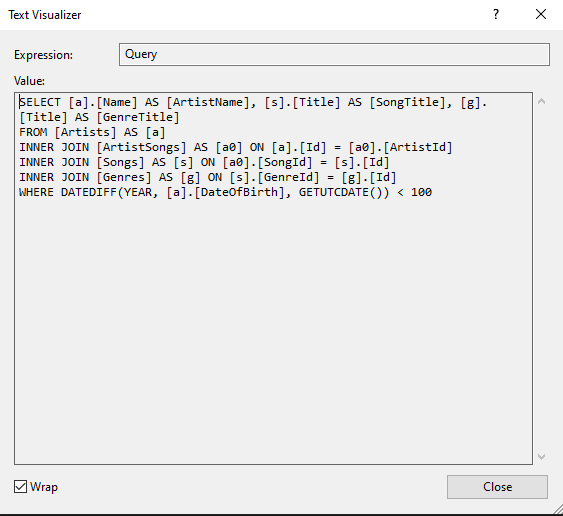 Text Visualizer
?
Expression:
Query
Value:
SELECT [a].[Name] AS [ArtistName], [s].[Title] AS [SongTitle], [g].
[Title] AS [GenreTitle]
FROM [Artists] AS [a]
INNER JOIN [ArtistSongs] AS [a0] ON [a].[Id] = [a0].[ArtistId]
INNER JOIN [Songs] AS [s] ON [a0].[SongId] = [s].[Id]
INNER JOIN [Genres] AS [g] ON [s].[GenreId] = [g].[Id]
WHERE DATEDIFF(YEAR, [a].[DateOfBirth], GETUTCDATE()) < 100
Wrap
Close